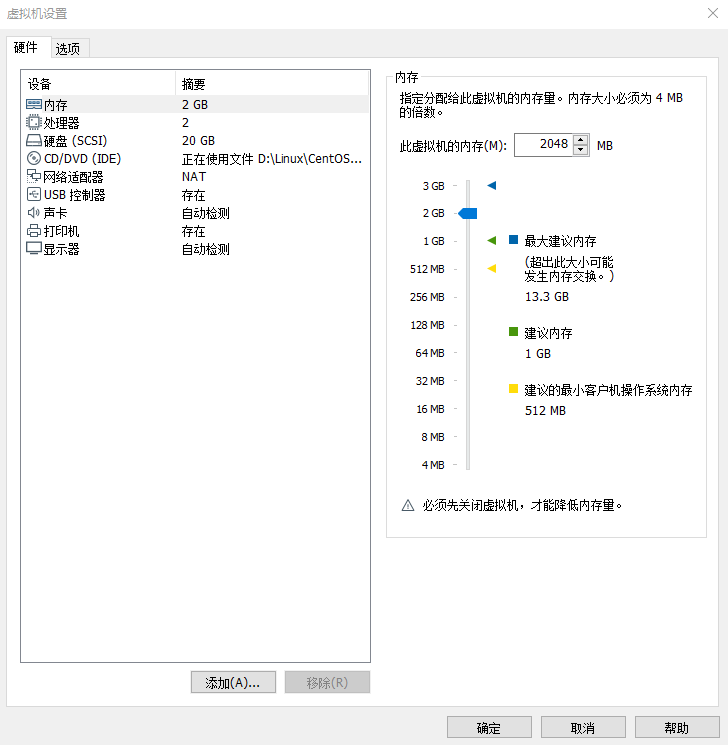 虚拟机设置
硬件 选项
设备 摘要
内存 2 GB
处理器 2
硬盘 (SCSI) 20 GB
CD/DVD (IDE) 正在使用文件 D:\Linux\CentOS...
网络适配器 NAT
USB 控制器 存在
声卡 自动检测
打印机 存在
显示器 自动检测
添加(A)... 移除(R)
内存
指定分配给此虚拟机的内存量。内存大小必须为 4 MB
的倍数。
此虚拟机的内存(M): 2048 MB
3 GB
2 GB
1 GB
512 MB
256 MB
128 MB
64 MB
32 MB
16 MB
8 MB
4 MB
最大建议内存
(超出此大小可能
发生内存交换。)
13.3 GB
建议内存
1 GB
建议的最小客户机操作系统内存
512 MB
必须先关闭虚拟机，才能降低内存量。
确定 取消 帮助